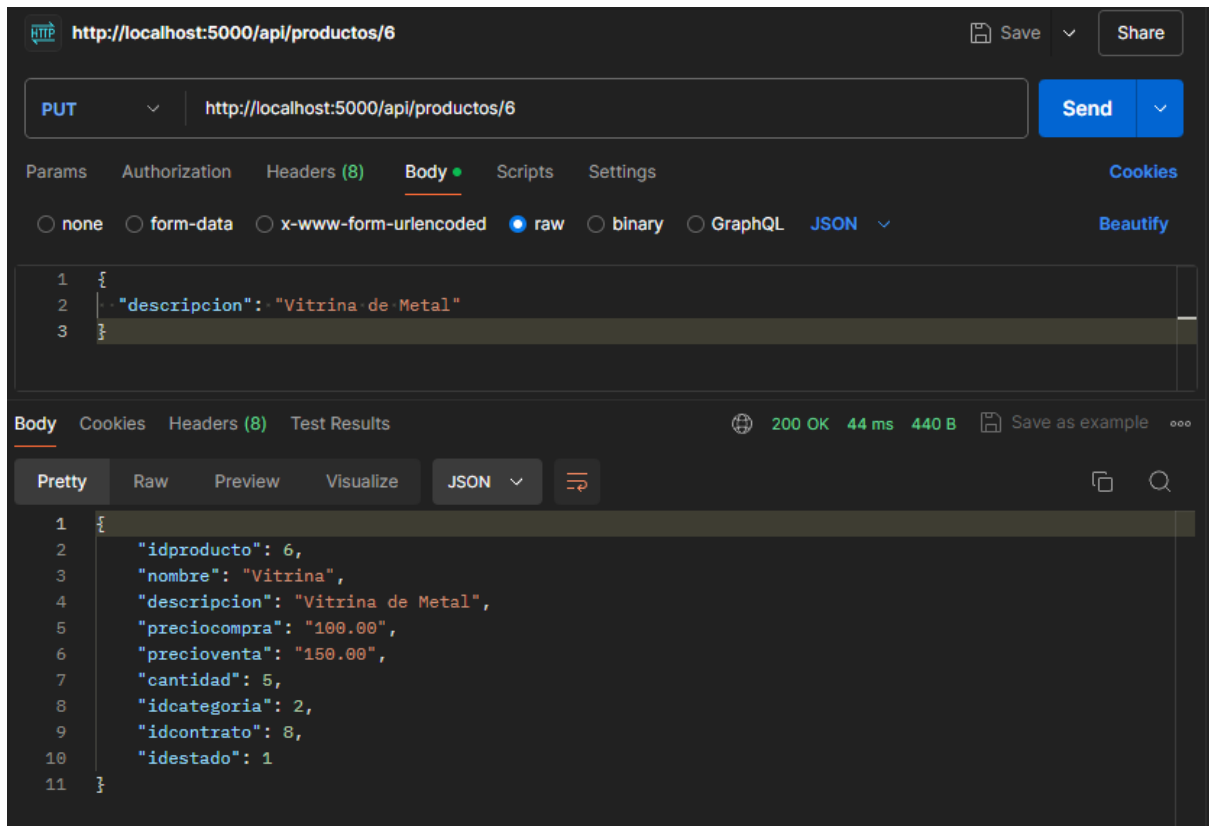 HTTP http://localhost:5000/api/productos/6 Save Share
PUT http://localhost:5000/api/productos/6 Send
Params Authorization Headers (8) Body Scripts Settings Cookies
none form-data x-www-form-urlencoded raw binary GraphQL JSON Beautify
1 {
2 "descripcion": "Vitrina de Metal"
3 }
Body Cookies Headers (8) Test Results 200 OK 44 ms 440 B Save as example
Pretty Raw Preview Visualize JSON
1 {
2 "idproducto": 6,
3 "nombre": "Vitrina",
4 "descripcion": "Vitrina de Metal",
5 "preciocompra": "100.00",
6 "precioventa": "150.00",
7 "cantidad": 5,
8 "idcategoria": 2,
9 "idcontrato": 8,
10 "idestado": 1
11 }